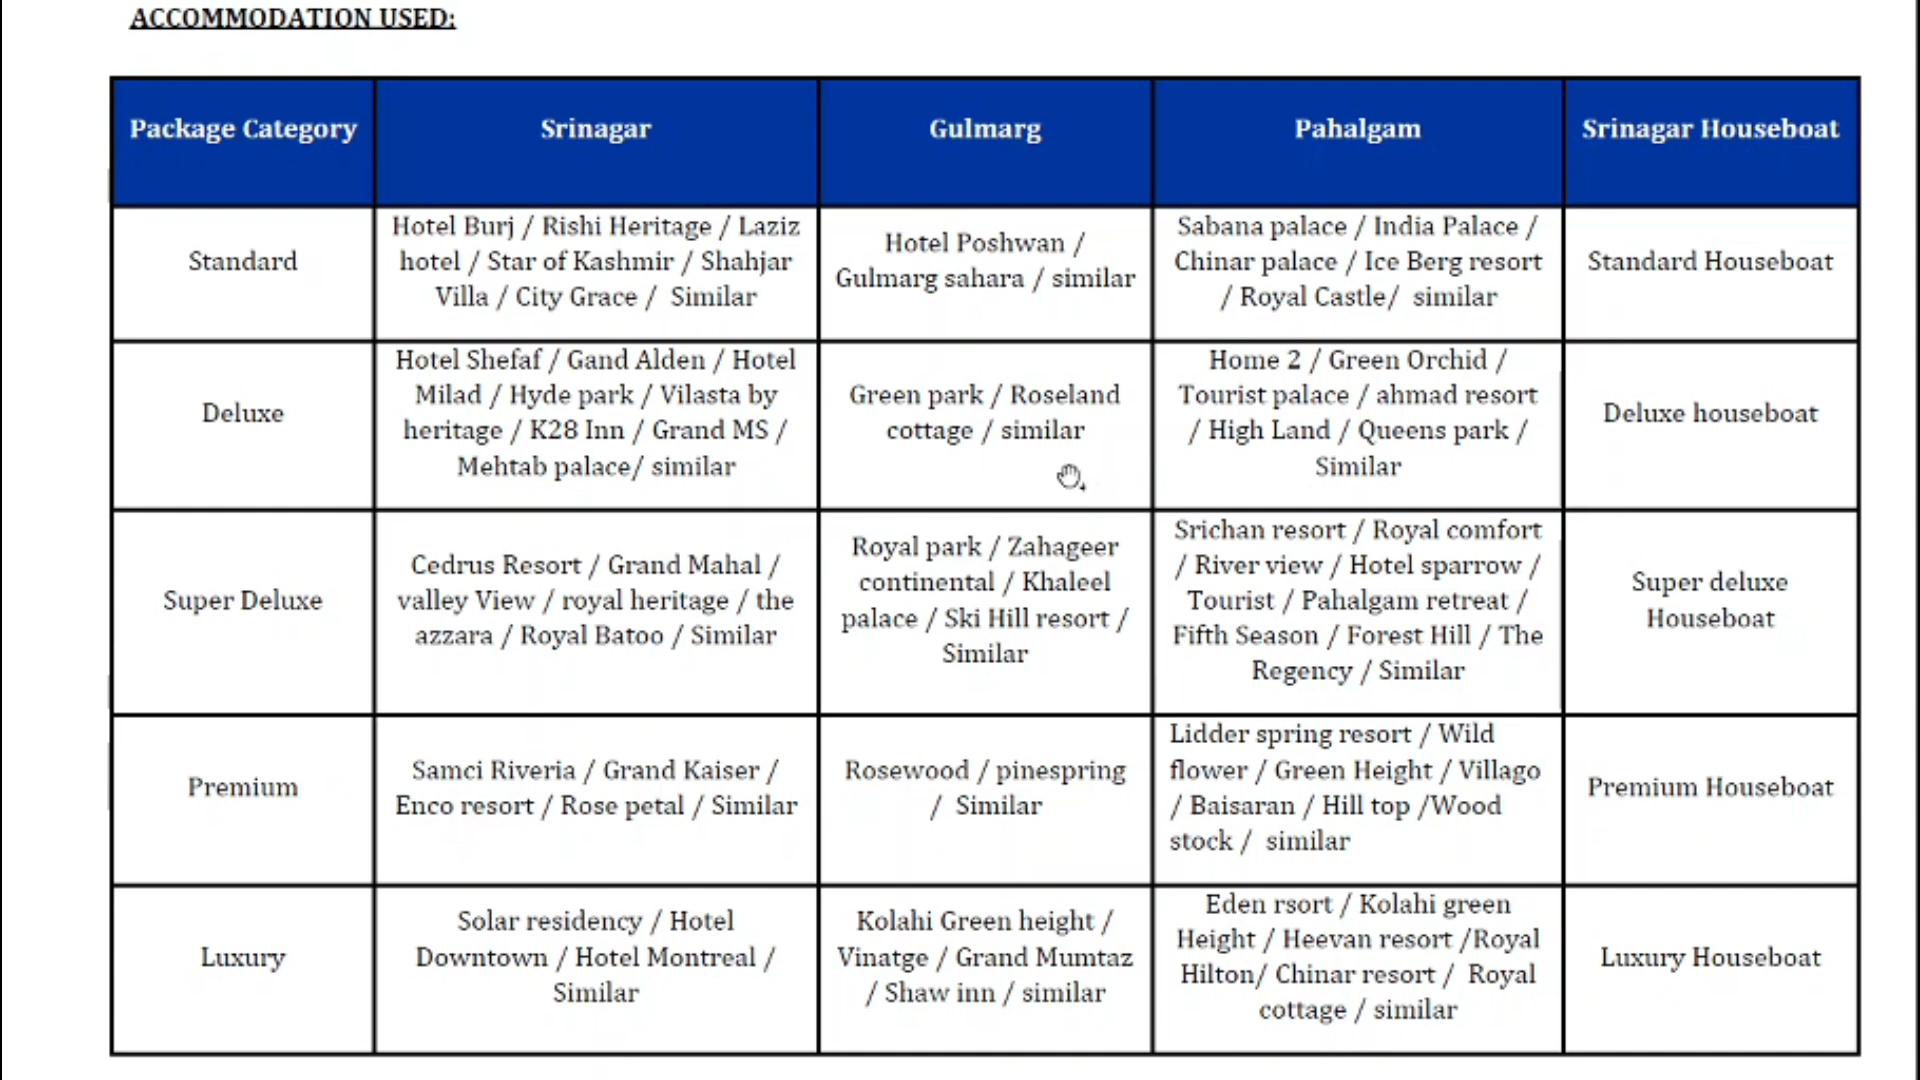 ACCOMMODATION USED:
Package Category
Srinagar
Gulmarg
Pahalgam
Srinagar Houseboat
Standard
Hotel Burj / Rishi Heritage / Laziz
hotel / Star of Kashmir / Shahjar
Villa / City Grace /  Similar
Hotel Poshwan /
Gulmarg sahara / similar
Sabana palace / India Palace /
Chinar palace / Ice Berg resort
/ Royal Castle/  similar
Standard Houseboat
Deluxe
Hotel Shefaf / Gand Alden / Hotel
Milad / Hyde park / Vilasta by
heritage / K28 Inn / Grand MS /
Mehtab palace/ similar
Green park / Roseland
cottage / similar
Home 2 / Green Orchid /
Tourist palace / ahmad resort
/ High Land / Queens park /
Similar
Deluxe houseboat
Super Deluxe
Cedrus Resort / Grand Mahal /
valley View / royal heritage / the
azzara / Royal Batoo / Similar
Royal park / Zahageer
continental / Khaleel
palace / Ski Hill resort /
Similar
Srichan resort / Royal comfort
/ River view / Hotel sparrow /
Tourist / Pahalgam retreat /
Fifth Season / Forest Hill / The
Regency / Similar
Super deluxe
Houseboat
Premium
Samci Riveria / Grand Kaiser /
Enco resort / Rose petal / Similar
Rosewood / pinespring
/  Similar
Lidder spring resort / Wild
flower / Green Height / Villago
/ Baisaran / Hill top /Wood
stock /  similar
Premium Houseboat
Luxury
Solar residency / Hotel
Downtown / Hotel Montreal /
Similar
Kolahi Green height /
Vinatge / Grand Mumtaz
/ Shaw inn / similar
Eden rsort / Kolahi green
Height / Heevan resort /Royal
Hilton/ Chinar resort /  Royal
cottage / similar
Luxury Houseboat